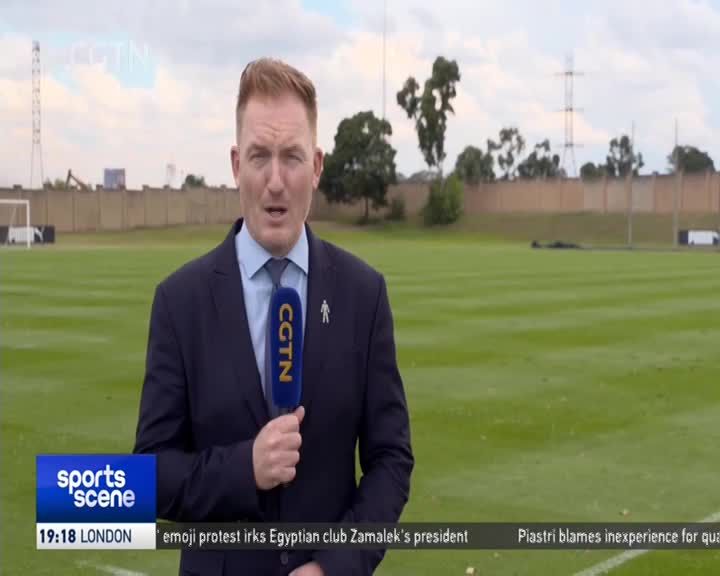 CGTN
CGTN
sports
scene
19:18 LONDON
' emoji protest irks Egyptian club Zamalek's president
Piastri blames inexperience for qua